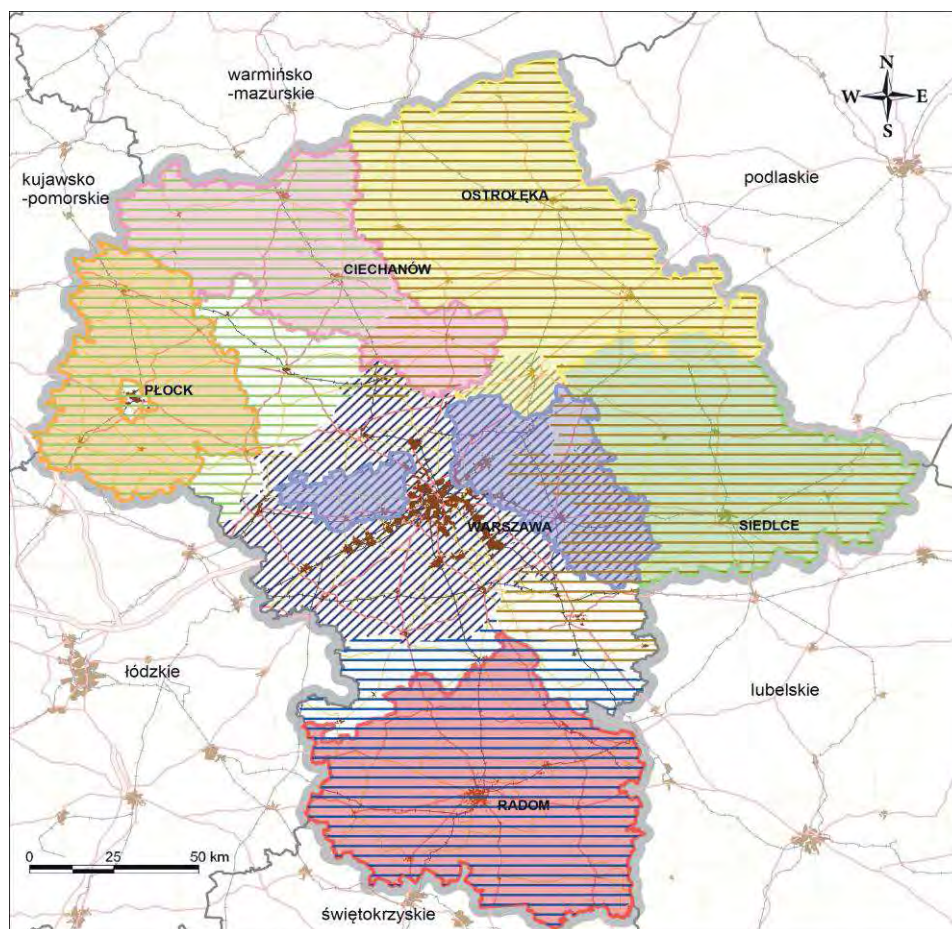 warmińsko
-mazurskie
N
W E
S
kujawsko
-pomorskie
podlaskie
OSTROŁĘKA
CIECHANÓW
PŁOCK
WARSZAWA
SIEDLCE
łódzkie
lubelskie
RADOM
0 25 50 km
świętokrzyskie